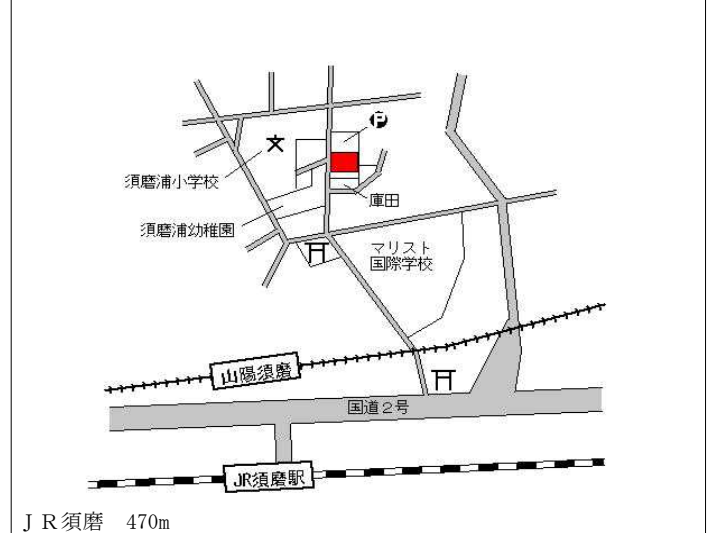 P
文
須磨浦小学校
庫田
須磨浦幼稚園
マリスト
国際学校
山陽須磨
国道2号
JR須磨駅
ＪＲ須磨　470m